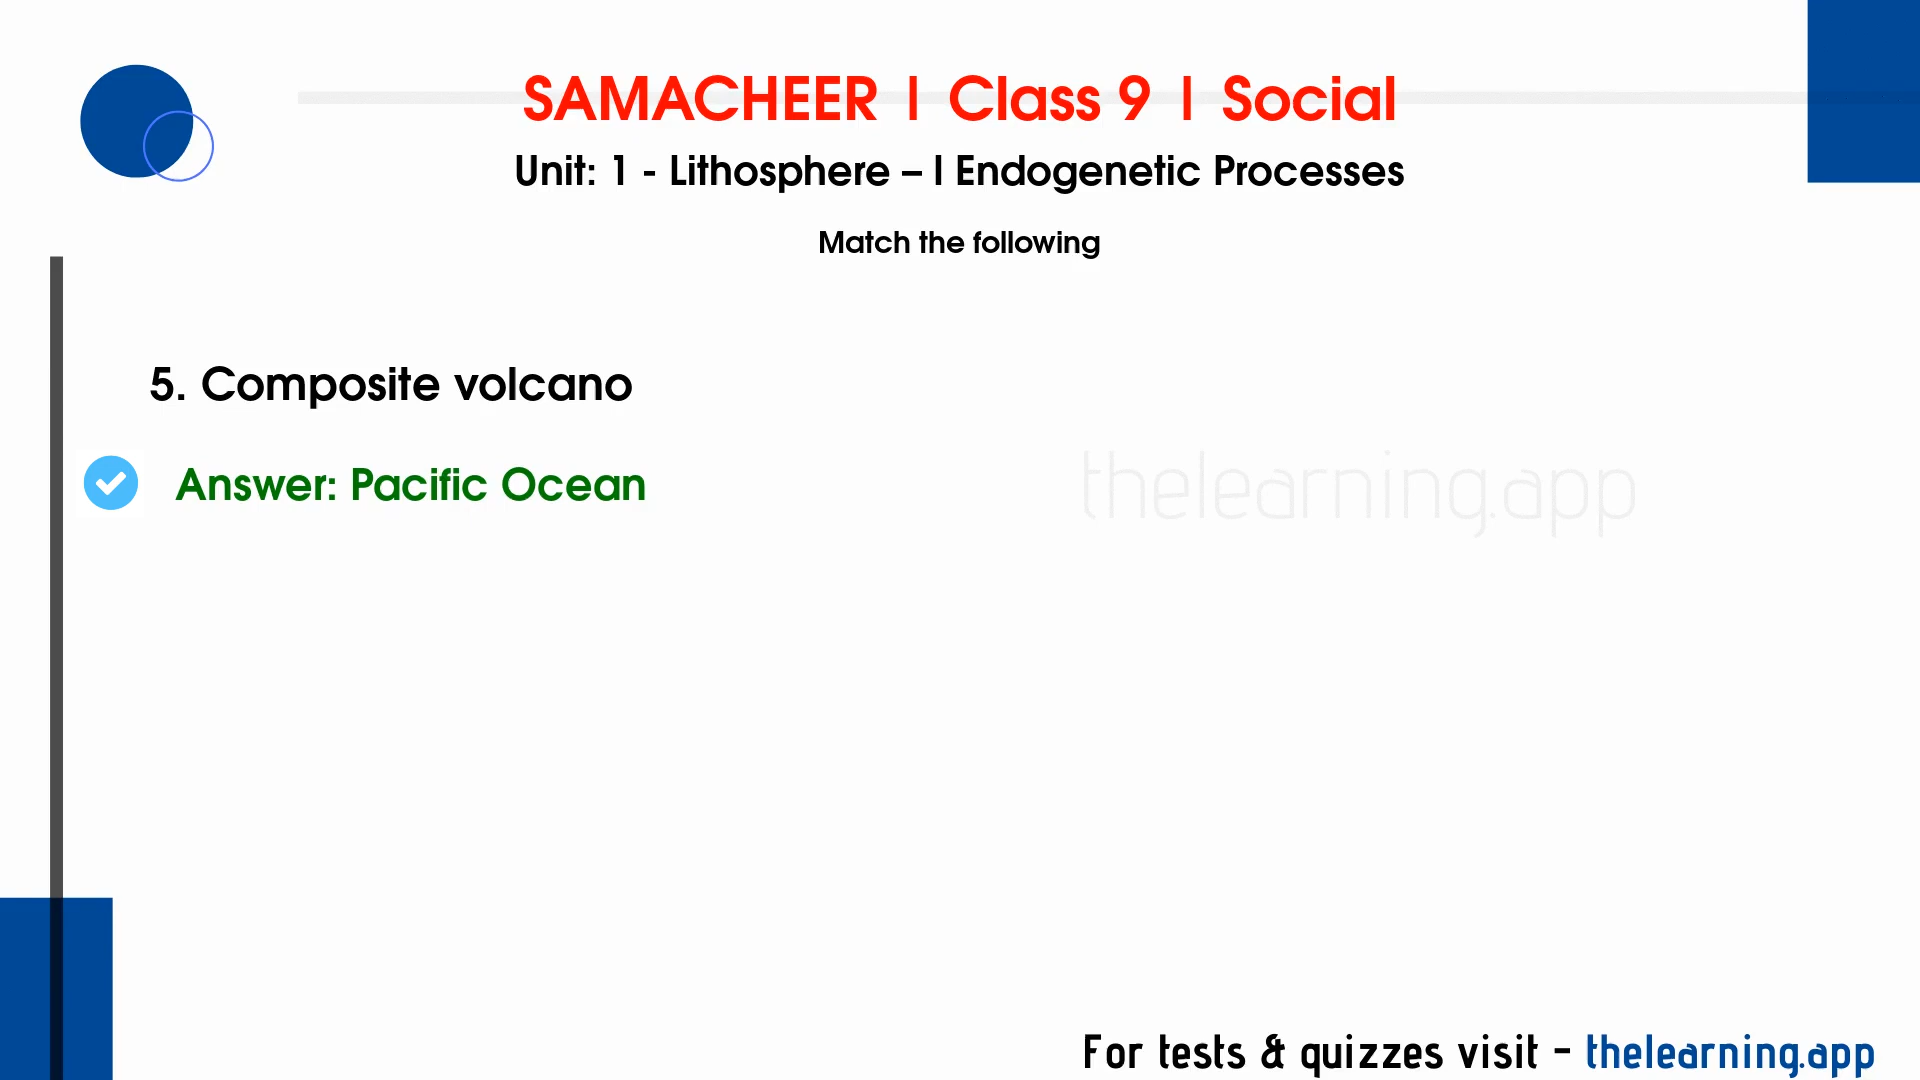 SAMACHEER | Class 9 | Social
Unit: 1 - Lithosphere – I Endogenetic Processes
Match the following
5. Composite volcano
Answer: Pacific Ocean
thelearning.app
For tests & quizzes visit - thelearning.app